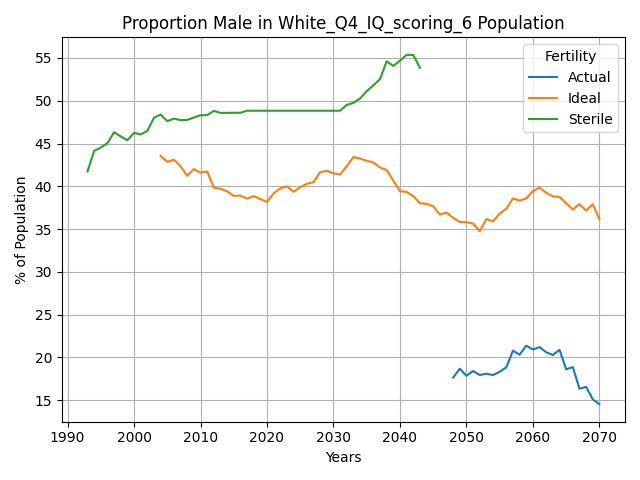 Proportion Male in White_Q4_IQ_scoring_6 Population
% of Population
55
50
45
40
35
30
25
20
15
Fertility
Actual
Ideal
Sterile
1990 2000 2010 2020 2030 2040 2050 2060 2070
Years